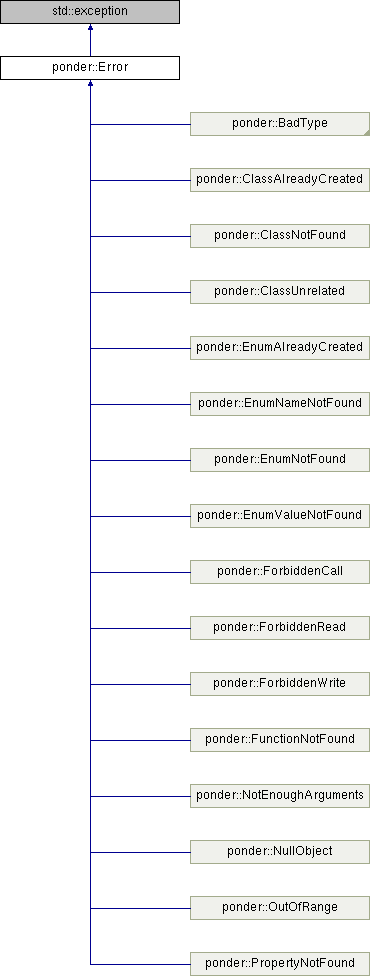 std::exception
ponder::Error
ponder::BadType
ponder::ClassAlreadyCreated
ponder::ClassNotFound
ponder::ClassUnrelated
ponder::EnumAlreadyCreated
ponder::EnumNameNotFound
ponder::EnumNotFound
ponder::EnumValueNotFound
ponder::ForbiddenCall
ponder::ForbiddenRead
ponder::ForbiddenWrite
ponder::FunctionNotFound
ponder::NotEnoughArguments
ponder::NullObject
ponder::OutOfRange
ponder::PropertyNotFound